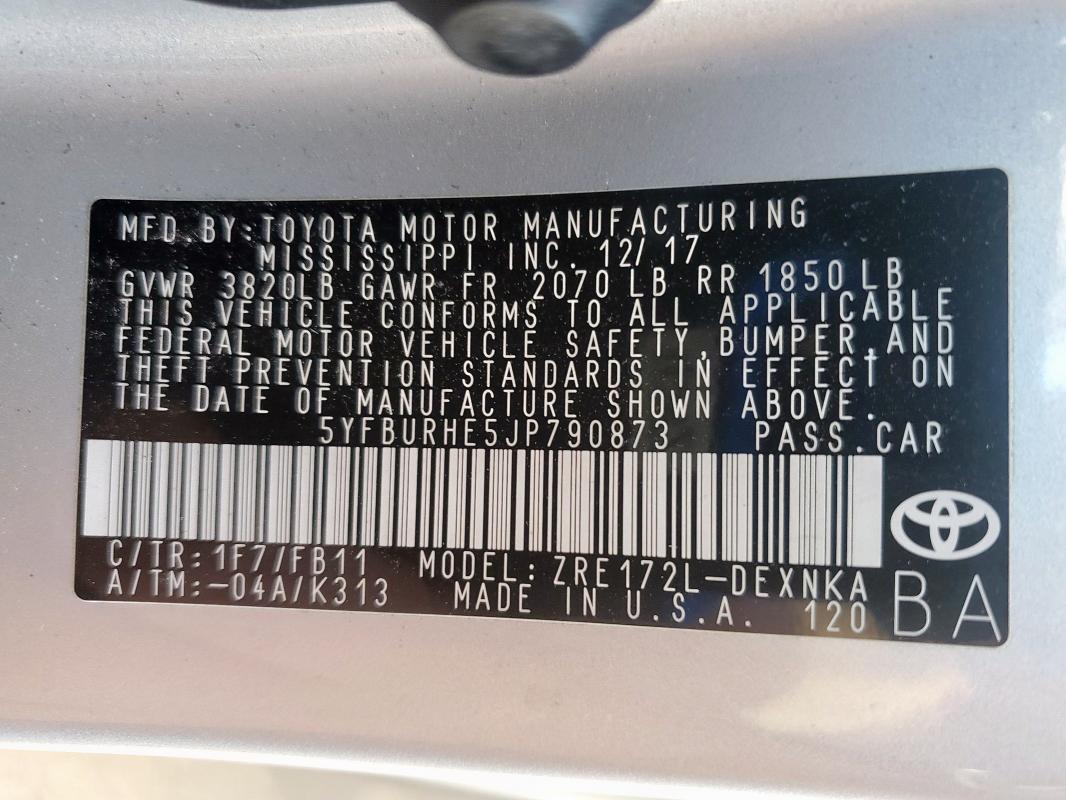 MFD.BY:TOYOTA MOTOR MANUFACTURING
MISSISSIPPI INC. 12/17
GVWR 3820LB GAWR FR 2070 LB RR 1850 LB
THIS VEHICLE CONFORMS TO ALL APPLICABLE
FEDERAL MOTOR VEHICLE SAFETY,BUMPER,AND
THEFT PREVENTION STANDARDS IN EFFECT ON
THE DATE OF MANUFACTURE SHOWN ABOVE.
5YFBURHE5JP790873 PASS.CAR
C/TR:1F7/FB11 MODEL:ZRE172L-DEXNKA
A/TM:-04A/K313 MADE IN U.S.A. 120 BA